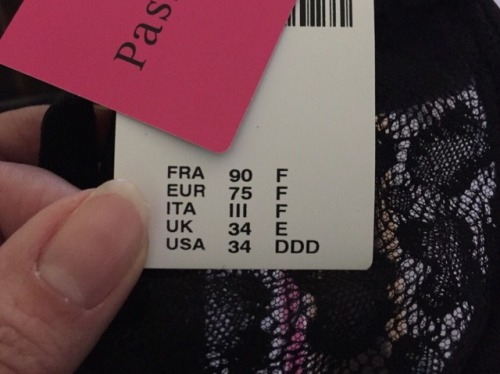 Pas
FRA 90 F
EUR 75 F
ITA III F
UK 34 E
USA 34 DDD